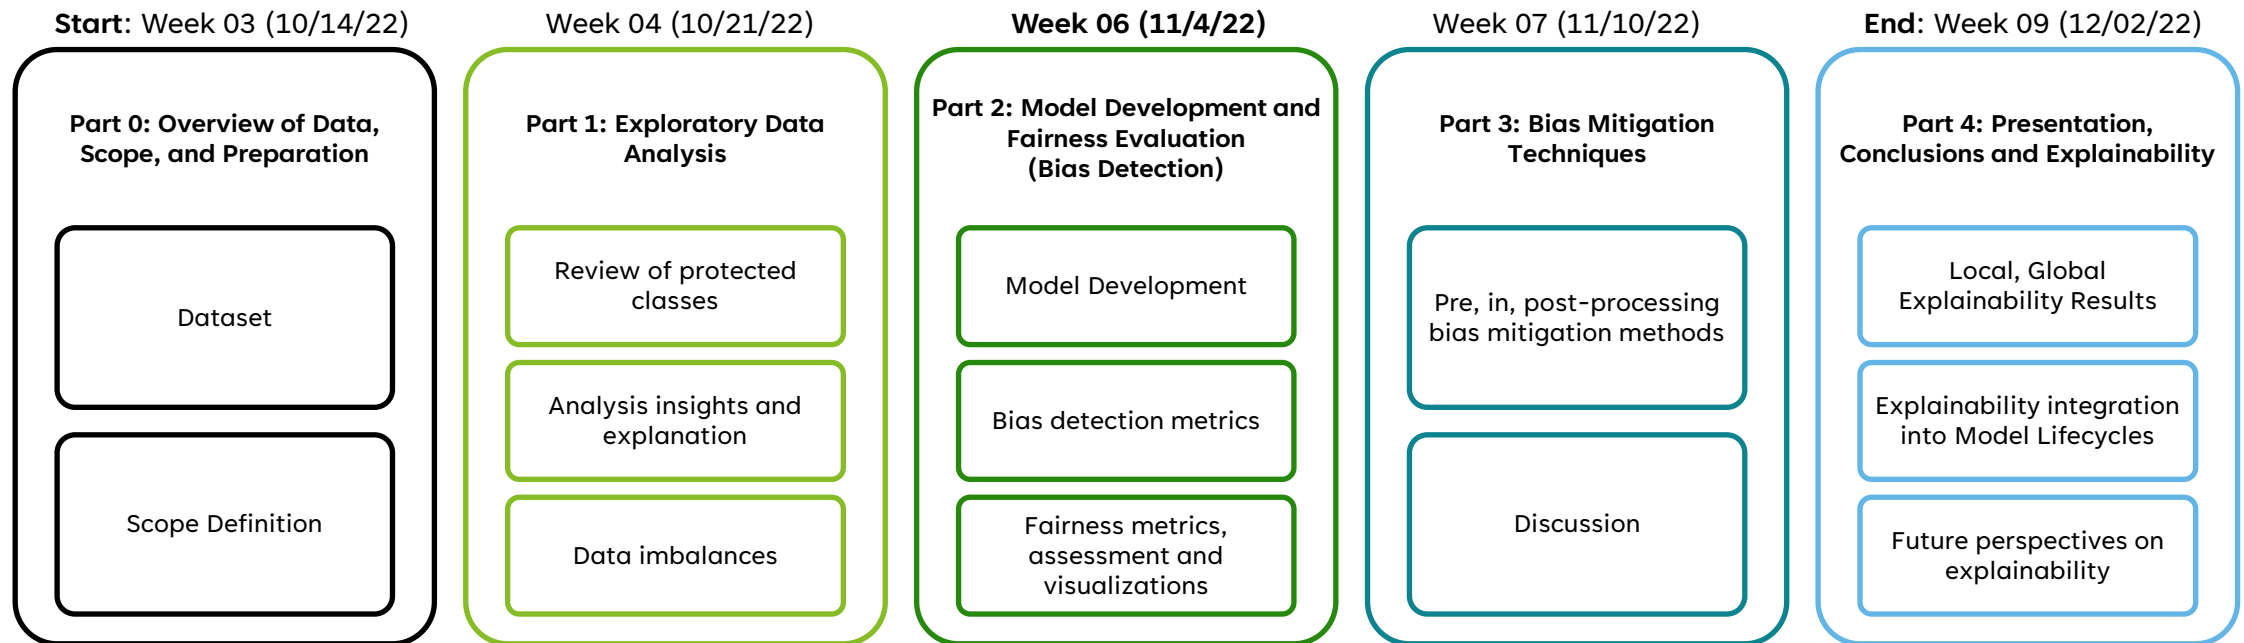 Start: Week 03 (10/14/22)
Part 0: Overview of Data,
Scope, and Preparation
Dataset
Scope Definition
Week 04 (10/21/22)
Part 1: Exploratory Data
Analysis
Review of protected
classes
Analysis insights and
explanation
Data imbalances
Week 06 (11/4/22)
Part 2: Model Development and
Fairness Evaluation
(Bias Detection)
Model Development
Bias detection metrics
Fairness metrics,
assessment and
visualizations
Week 07 (11/10/22)
Part 3: Bias Mitigation
Techniques
Pre, in, post-processing
bias mitigation methods
Discussion
End: Week 09 (12/02/22)
Part 4: Presentation,
Conclusions and Explainability
Local, Global
Explainability Results
Explainability integration
into Model Lifecycles
Future perspectives on
explainability